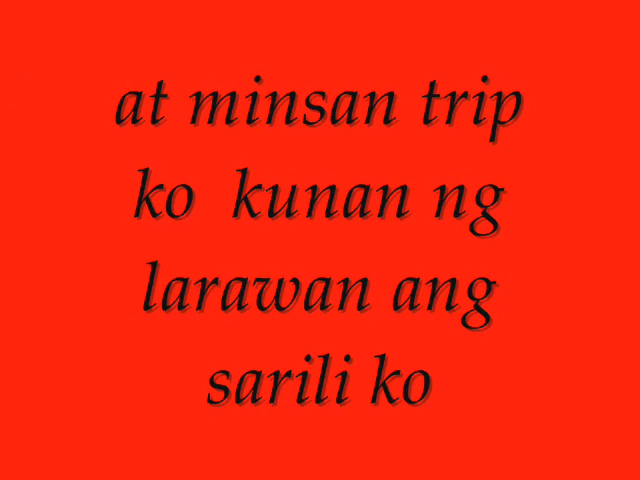 at minsan trip
ko kunan ng
larawan ang
sarili ko